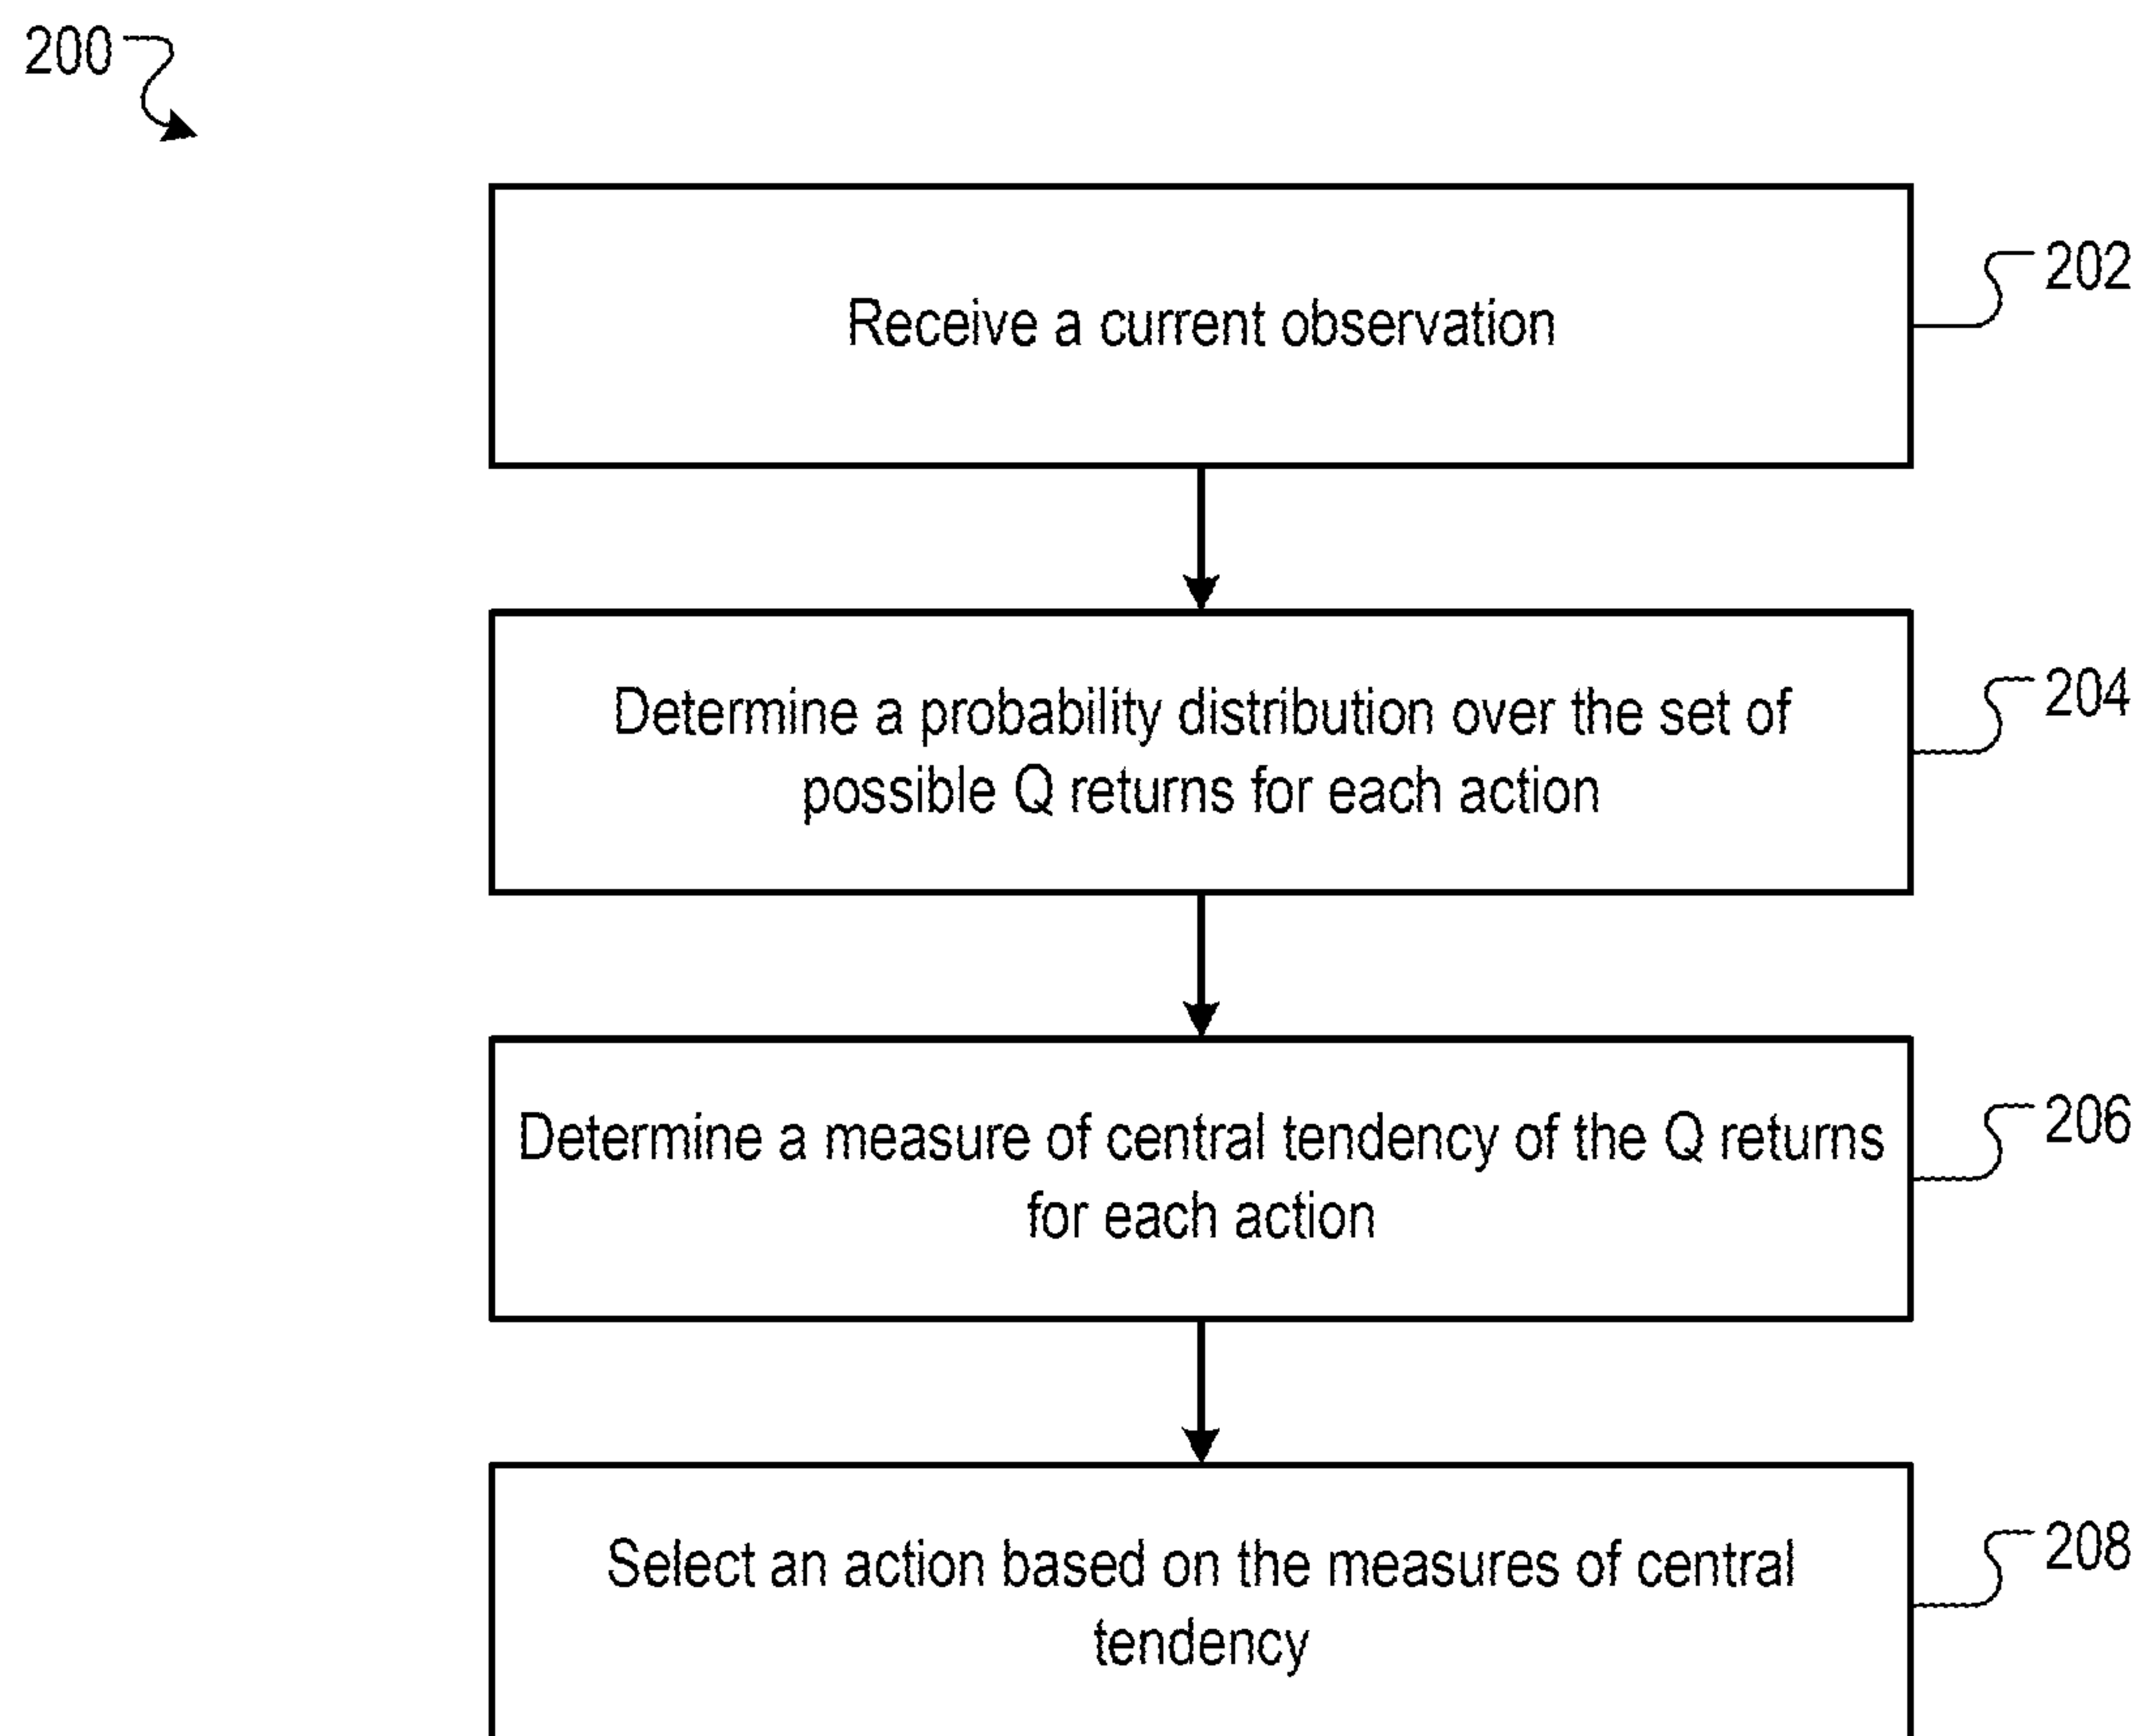 200
Receive a current observation
202
Determine a probability distribution over the set of
possible Q returns for each action
204
Determine a measure of central tendency of the Q returns
for each action
206
Select an action based on the measures of central
tendency
208